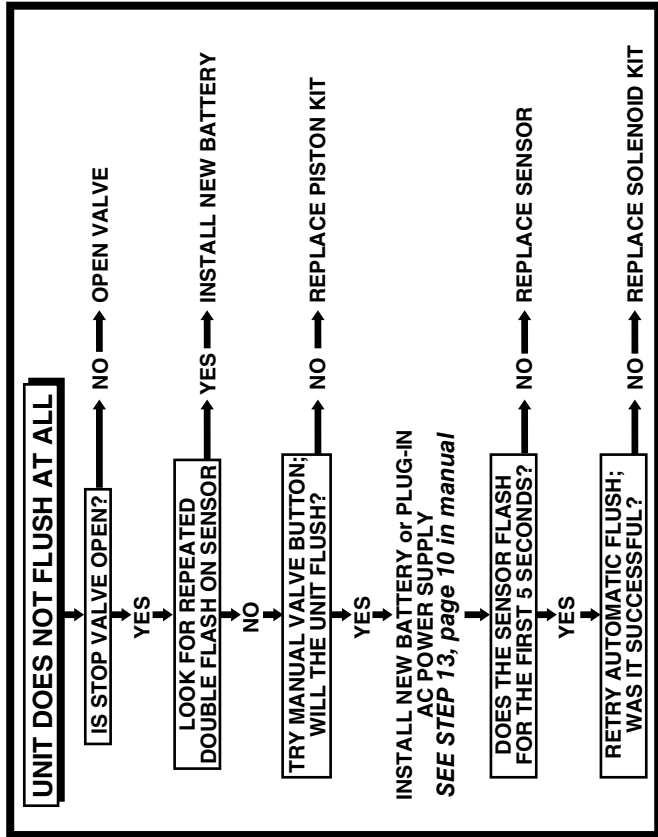 UNIT DOES NOT FLUSH AT ALL
IS STOP VALVE OPEN?
NO
OPEN VALVE
YES
LOOK FOR REPEATED
DOUBLE FLASH ON SENSOR
YES
INSTALL NEW BATTERY
NO
TRY MANUAL VALVE BUTTON;
WILL THE UNIT FLUSH?
NO
REPLACE PISTON KIT
YES
INSTALL NEW BATTERY or PLUG-IN
AC POWER SUPPLY
SEE STEP 13, page 10 in manual
DOES THE SENSOR FLASH
FOR THE FIRST 5 SECONDS?
NO
REPLACE SENSOR
YES
RETRY AUTOMATIC FLUSH;
WAS IT SUCCESSFUL?
NO
REPLACE SOLENOID KIT